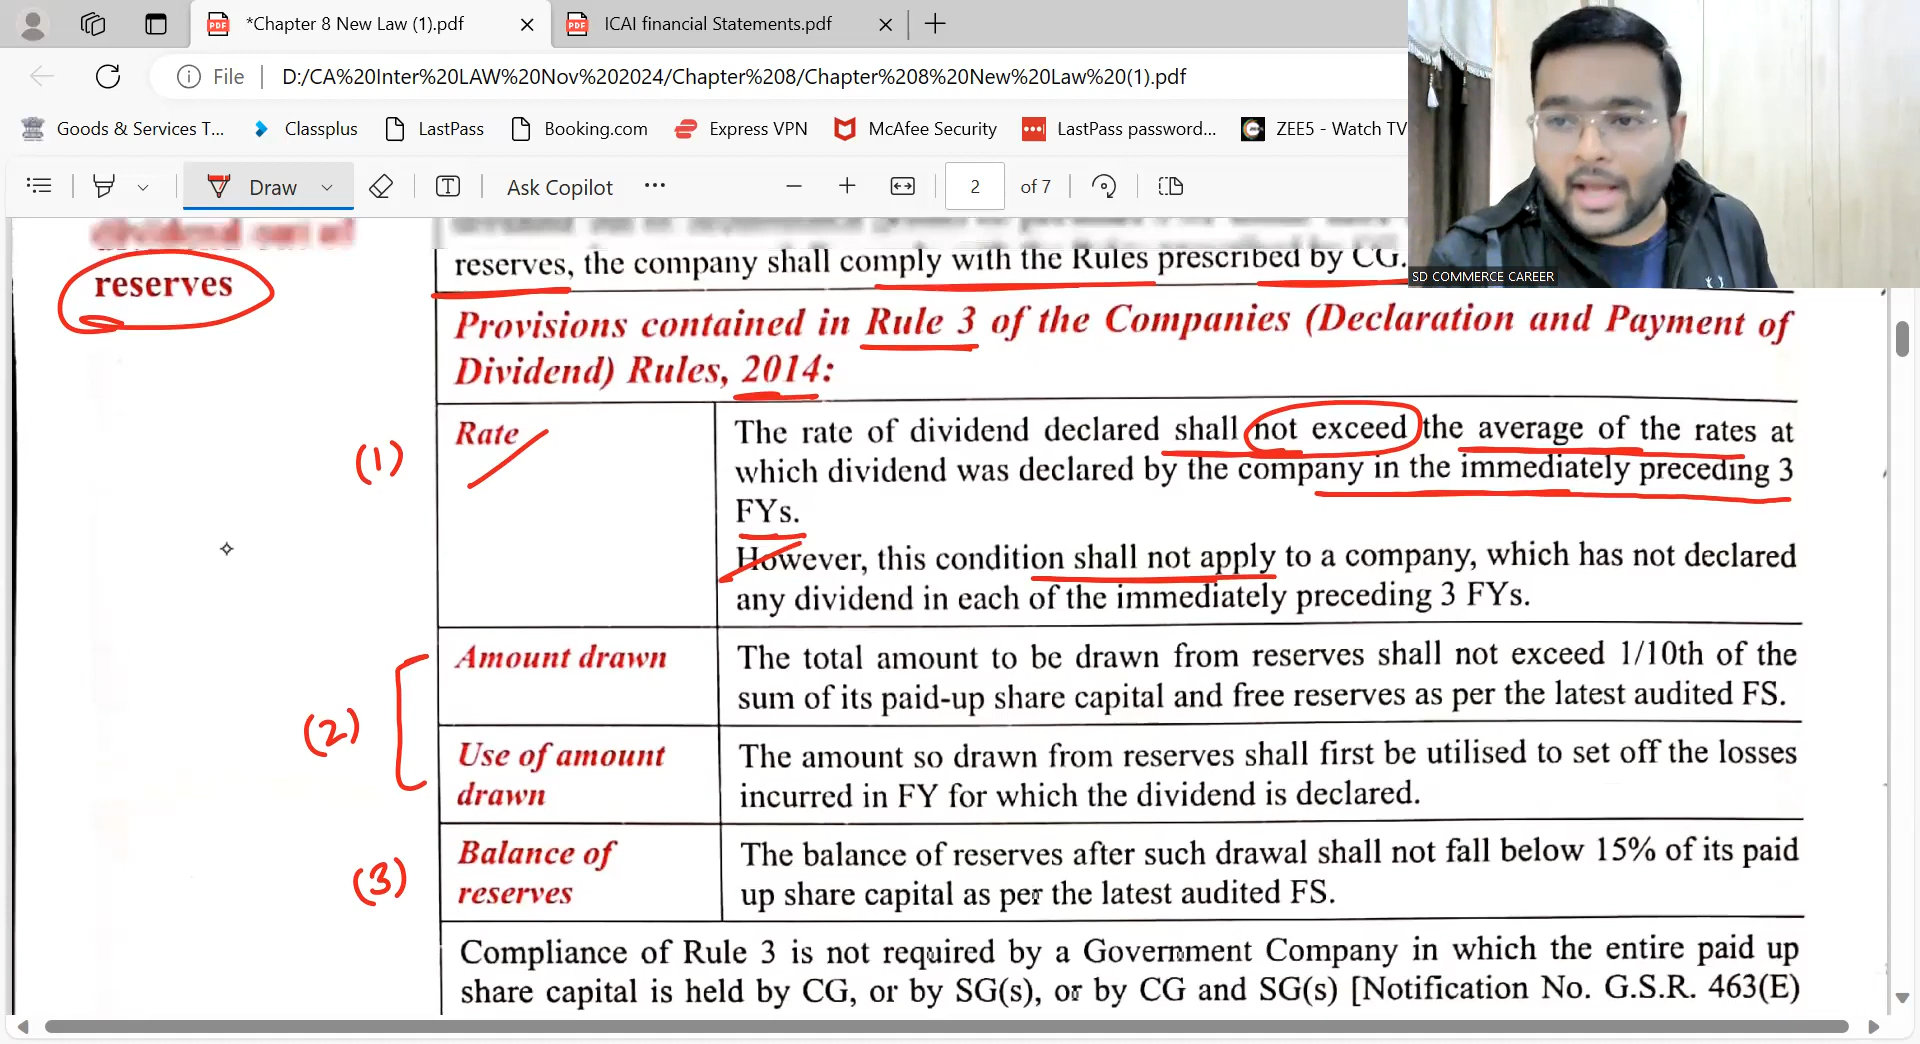 *Chapter 8 New Law (1).pdf
ICAI financial Statements.pdf
File
D:/CA%20Inter%20LAW%20Nov%202024/Chapter%208/Chapter%208%20New%20Law%20(1).pdf
Goods & Services T...
Classplus
LastPass
Booking.com
Express VPN
McAfee Security
LastPass password...
ZEE5 - Watch TV
Draw
Ask Copilot
2
of 7
SD COMMERCE CAREER
dividend out of
reserves
reserves, the company shall comply with the Rules prescribed by CG.
Provisions contained in Rule 3 of the Companies (Declaration and Payment of
Dividend) Rules, 2014:
(1)
Rate
The rate of dividend declared shall not exceed the average of the rates at
which dividend was declared by the company in the immediately preceding 3
FYs.
However, this condition shall not apply to a company, which has not declared
any dividend in each of the immediately preceding 3 FYs.
(2)
Amount drawn
The total amount to be drawn from reserves shall not exceed 1/10th of the
sum of its paid-up share capital and free reserves as per the latest audited FS.
Use of amount
drawn
The amount so drawn from reserves shall first be utilised to set off the losses
incurred in FY for which the dividend is declared.
(3)
Balance of
reserves
The balance of reserves after such drawal shall not fall below 15% of its paid
up share capital as per the latest audited FS.
Compliance of Rule 3 is not required by a Government Company in which the entire paid up
share capital is held by CG, or by SG(s), or by CG and SG(s) [Notification No. G.S.R. 463(E)